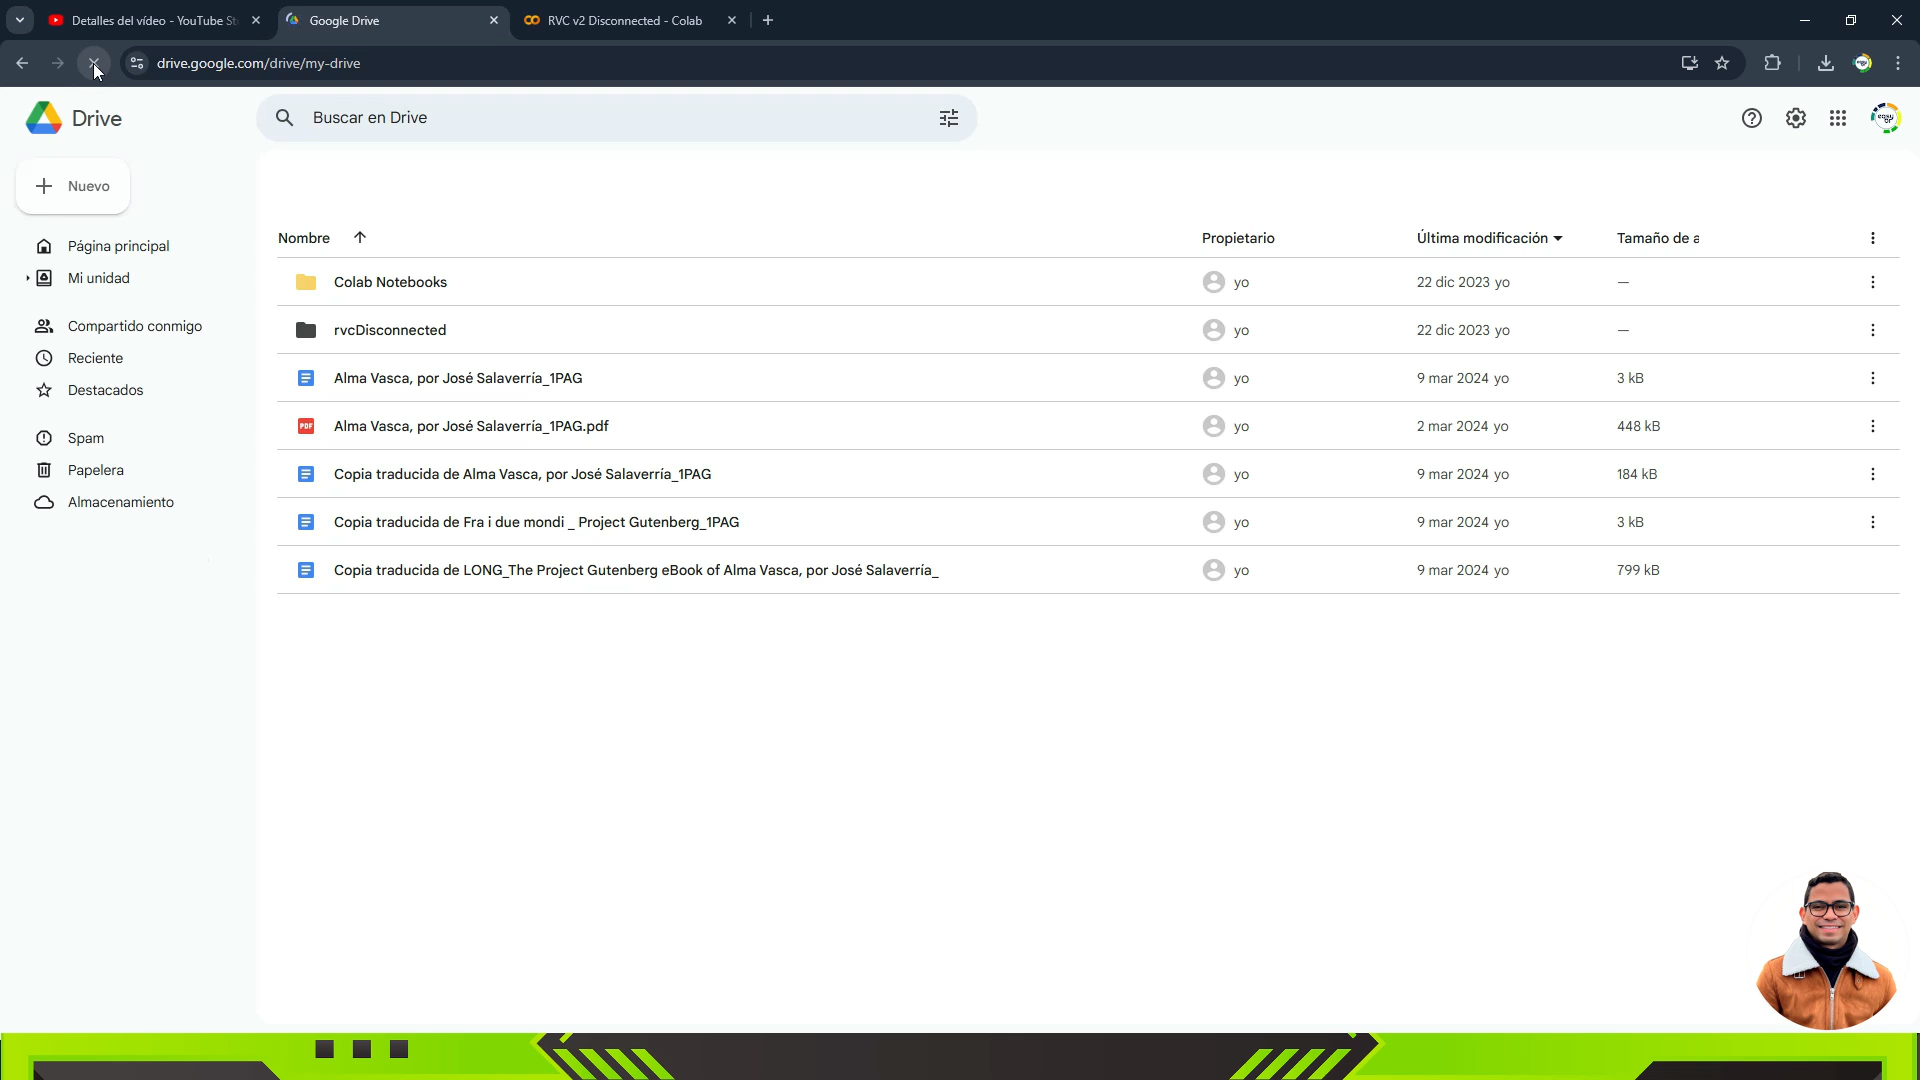 Detalles del vídeo - YouTube St
Google Drive
RVC v2 Disconnected - Colab
drive.google.com/drive/my-drive
Drive
Buscar en Drive
Nuevo
Página principal
Mi unidad
Compartido conmigo
Reciente
Destacados
Spam
Papelera
Almacenamiento
Nombre Propietario Última modificación Tamaño de a
Colab Notebooks yo 22 dic 2023 yo —
rvcDisconnected yo 22 dic 2023 yo —
Alma Vasca, por José Salaverría_1PAG yo 9 mar 2024 yo 3 kB
PDF Alma Vasca, por José Salaverría_1PAG.pdf yo 2 mar 2024 yo 448 kB
Copia traducida de Alma Vasca, por José Salaverría_1PAG yo 9 mar 2024 yo 184 kB
Copia traducida de Fra i due mondi _ Project Gutenberg_1PAG yo 9 mar 2024 yo 3 kB
Copia traducida de LONG_The Project Gutenberg eBook of Alma Vasca, por José Salaverría_ yo 9 mar 2024 yo 799 kB